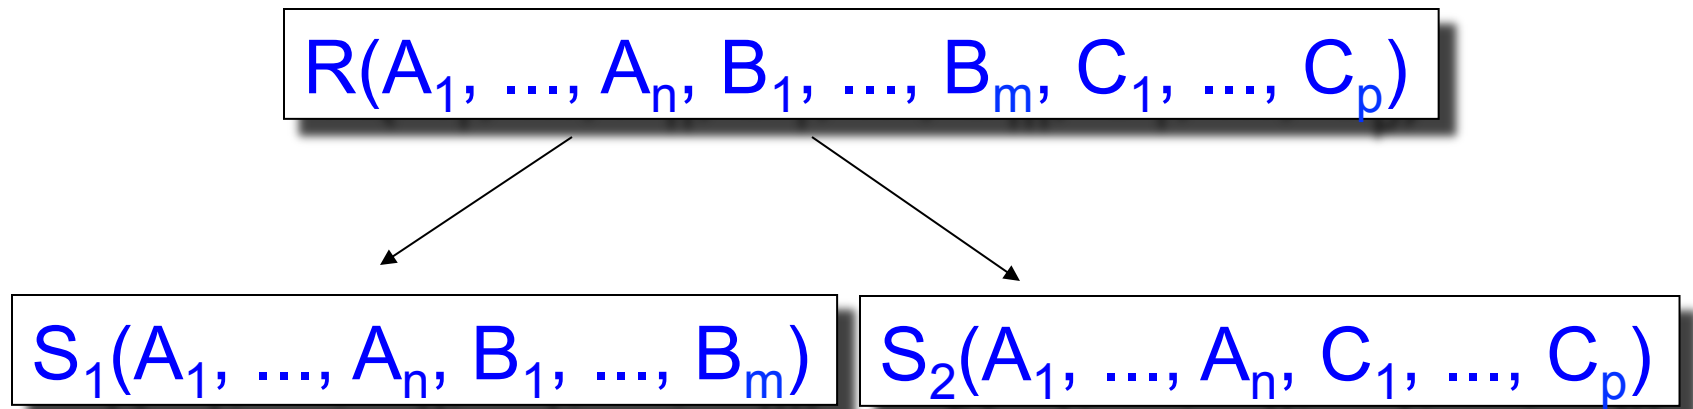 R(A₁, ..., Aₙ, B₁, ..., Bₘ, C₁, ..., Cₚ)
S₁(A₁, ..., Aₙ, B₁, ..., Bₘ)
S₂(A₁, ..., Aₙ, C₁, ..., Cₚ)